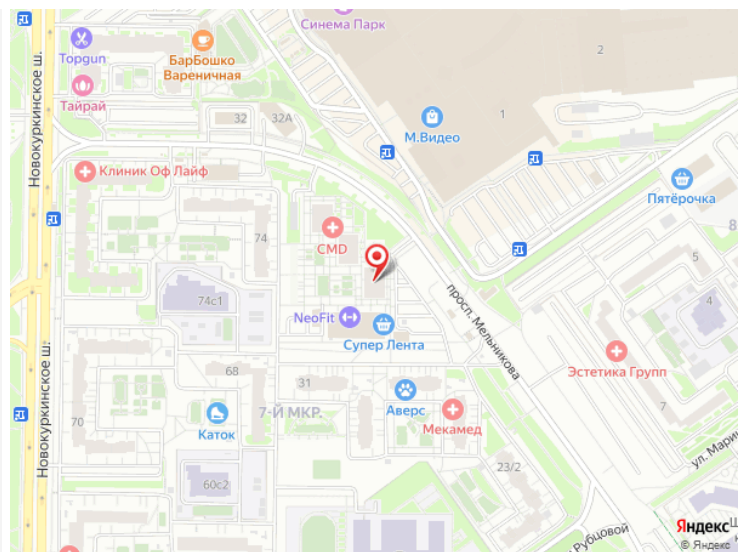 Синема Парк
2
Topgun
БарБошко
Вареничная
Тайрай
1
М.Видео
32
32А
Новокуркинское ш.
Клиник Оф Лайф
Пятёрочка
8
74
CMD
5
74с1
4
просп. Мельникова
NeoFit
Супер Лента
Новокуркинское ш.
Эстетика Групп
68
31
Аверс
7
7-Й МКР.
70
Каток
Мекамед
ул. Мари
23/2
60с2
Рубцовой
Яндекс
© Яндекс